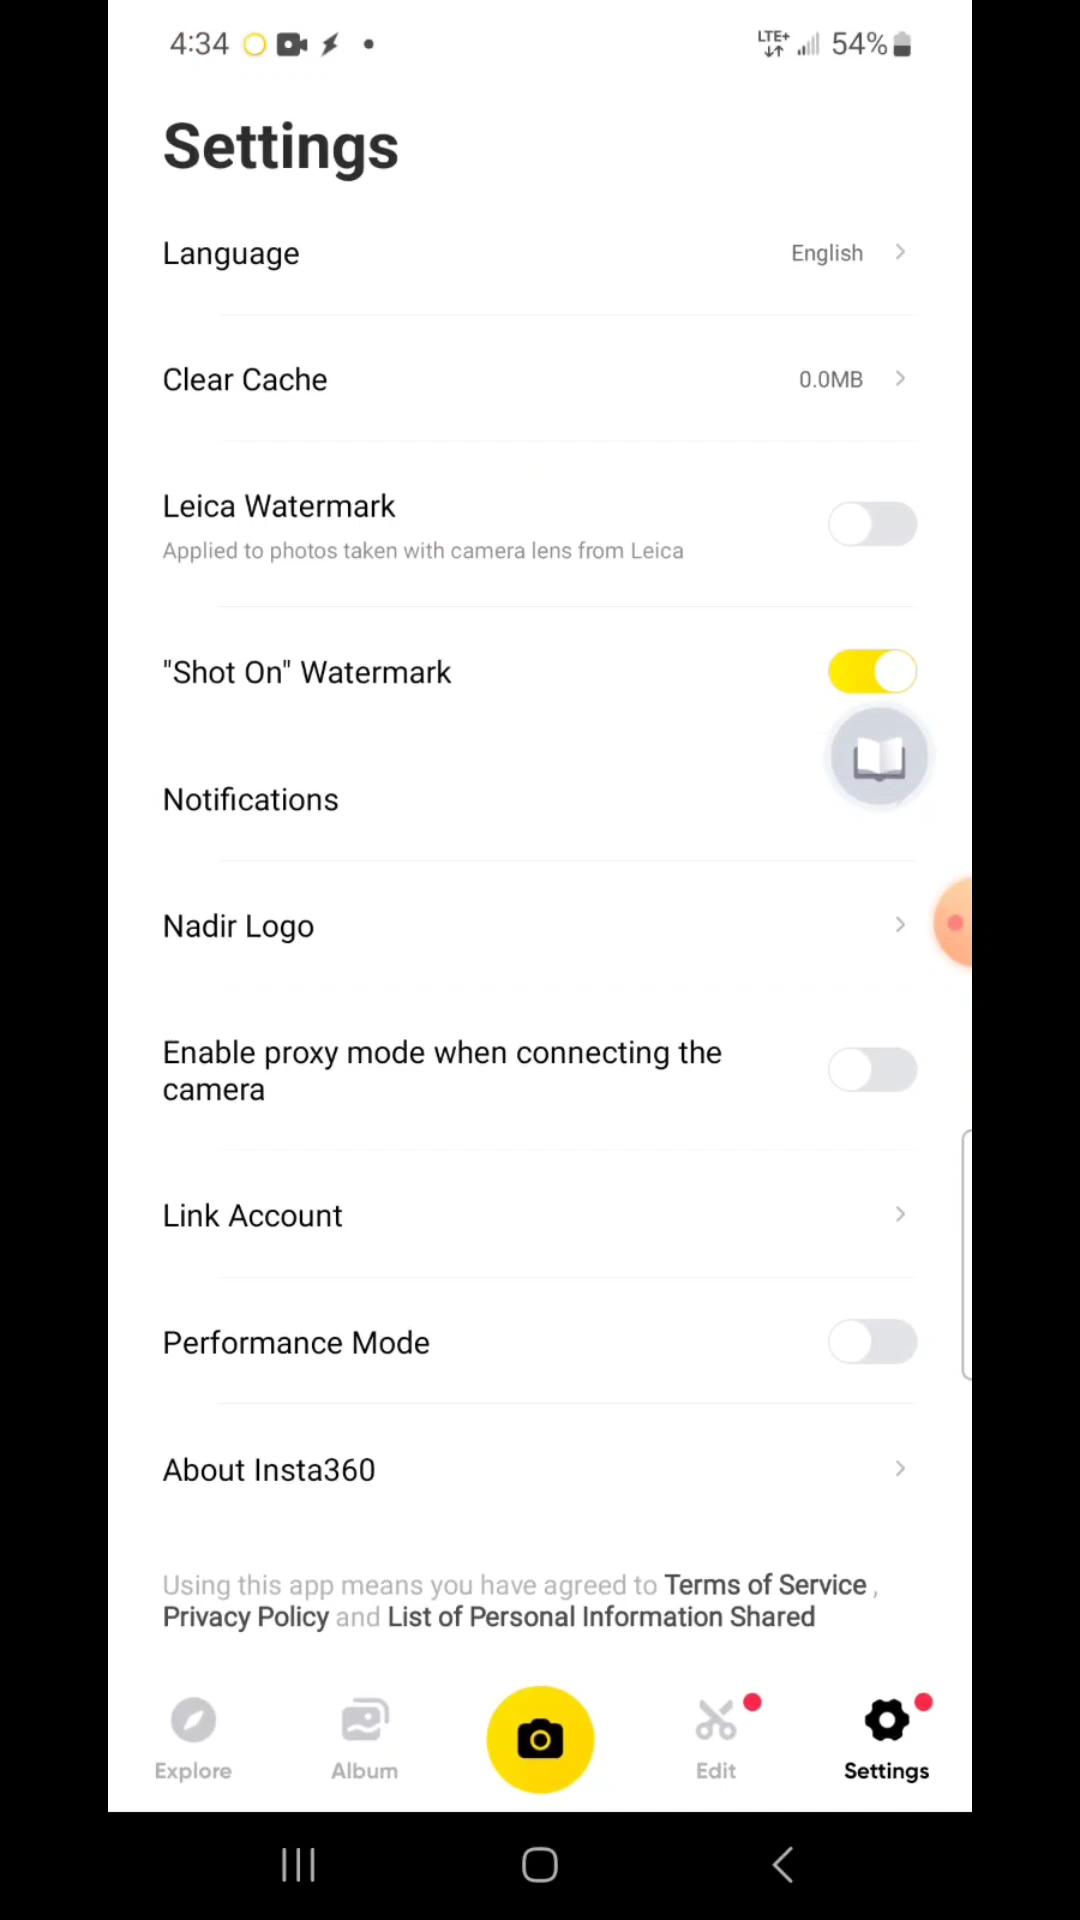 4:34
LTE+ 54%
Settings
Language English
Clear Cache 0.0MB
Leica Watermark
Applied to photos taken with camera lens from Leica
"Shot On" Watermark
Notifications
Nadir Logo
Enable proxy mode when connecting the
camera
Link Account
Performance Mode
About Insta360
Using this app means you have agreed to Terms of Service ,
Privacy Policy and List of Personal Information Shared
Explore Album Edit Settings